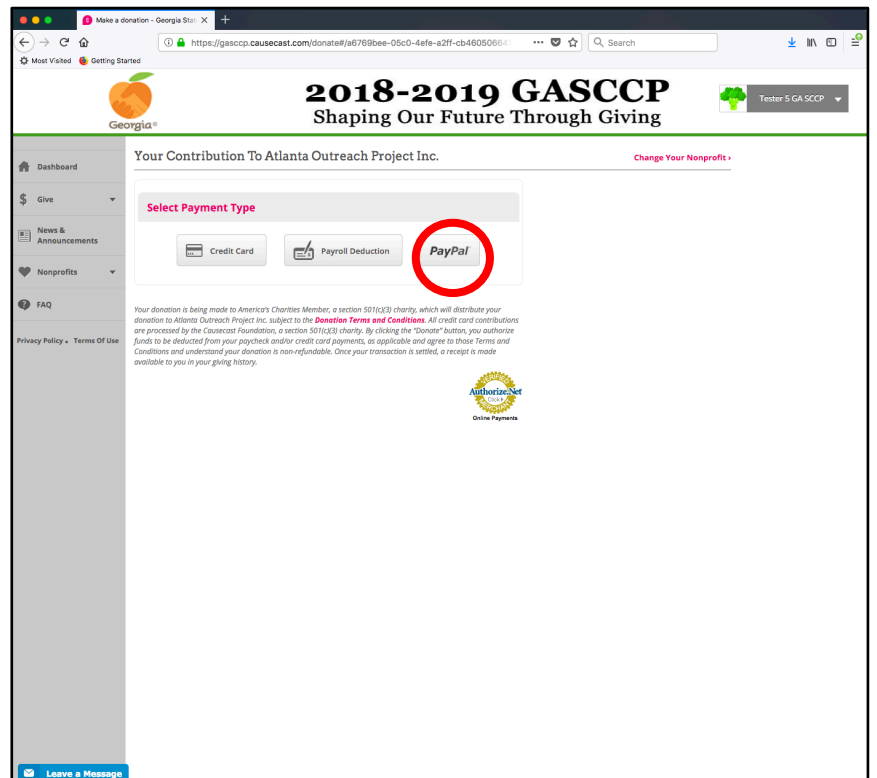 Make a donation - Georgia Stat
https://gasccp.causecast.com/donate#/a6769bee-05c0-4efe-a2ff-cb46050664
Search
Most Visited
Getting Started
Georgia®
2018-2019 GASCCP
Shaping Our Future Through Giving
Tester 5 GA SCCP
Dashboard
Give
News &
Announcements
Nonprofits
FAQ
Privacy Policy • Terms Of Use
Your Contribution To Atlanta Outreach Project Inc.
Change Your Nonprofit ›
Select Payment Type
Credit Card
Payroll Deduction
PayPal
Your donation is being made to America's Charities Member, a section 501(c)(3) charity, which will distribute your
donation to Atlanta Outreach Project Inc. subject to the Donation Terms and Conditions. All credit card contributions
are processed by the Causecast Foundation, a section 501(c)(3) charity. By clicking the "Donate" button, you authorize
funds to be deducted from your paycheck and/or credit card payments, as applicable and agree to those Terms and
Conditions and understand your donation is non-refundable. Once your transaction is settled, a receipt is made
available to you in your giving history.
VERIFIED
Authorize.Net
Click
MERCHANT
Online Payments
Leave a Message